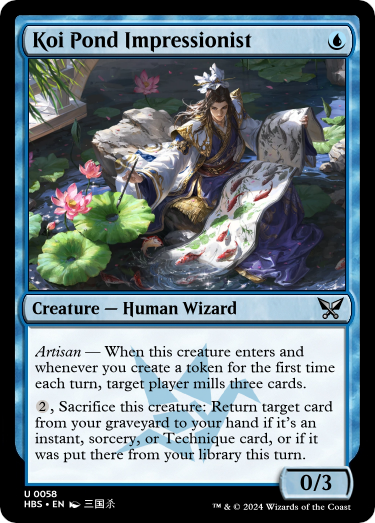 Koi Pond Impressionist
Creature — Human Wizard
Artisan — When this creature enters and
whenever you create a token for the first time
each turn, target player mills three cards.
2, Sacrifice this creature: Return target card
from your graveyard to your hand if it's an
instant, sorcery, or Technique card, or if it
was put there from your library this turn.
0/3
U 0058
HBS • EN 三国杀
™ & © 2024 Wizards of the Coast